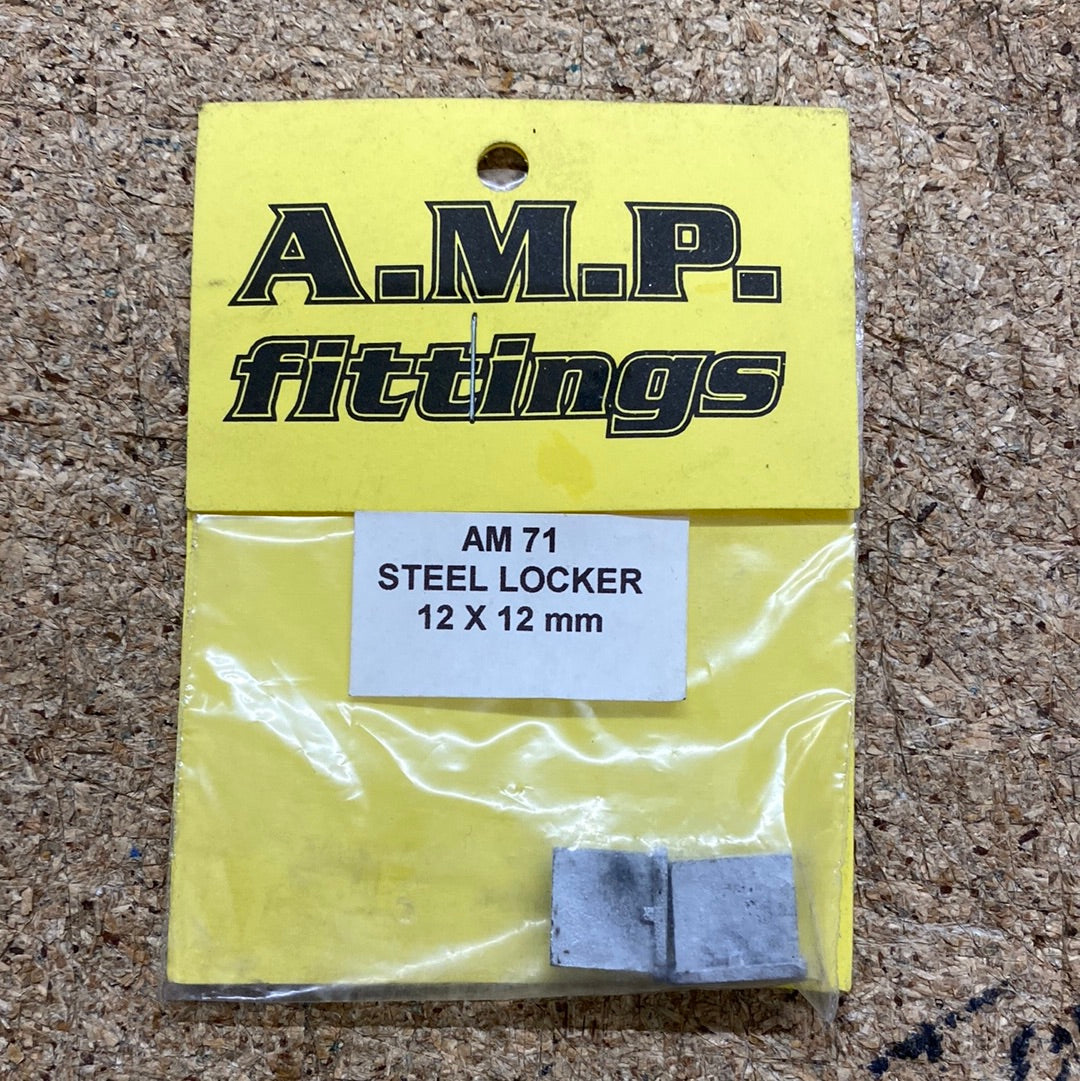 A.M.P.
fittings
AM 71
STEEL LOCKER
12 X 12 mm